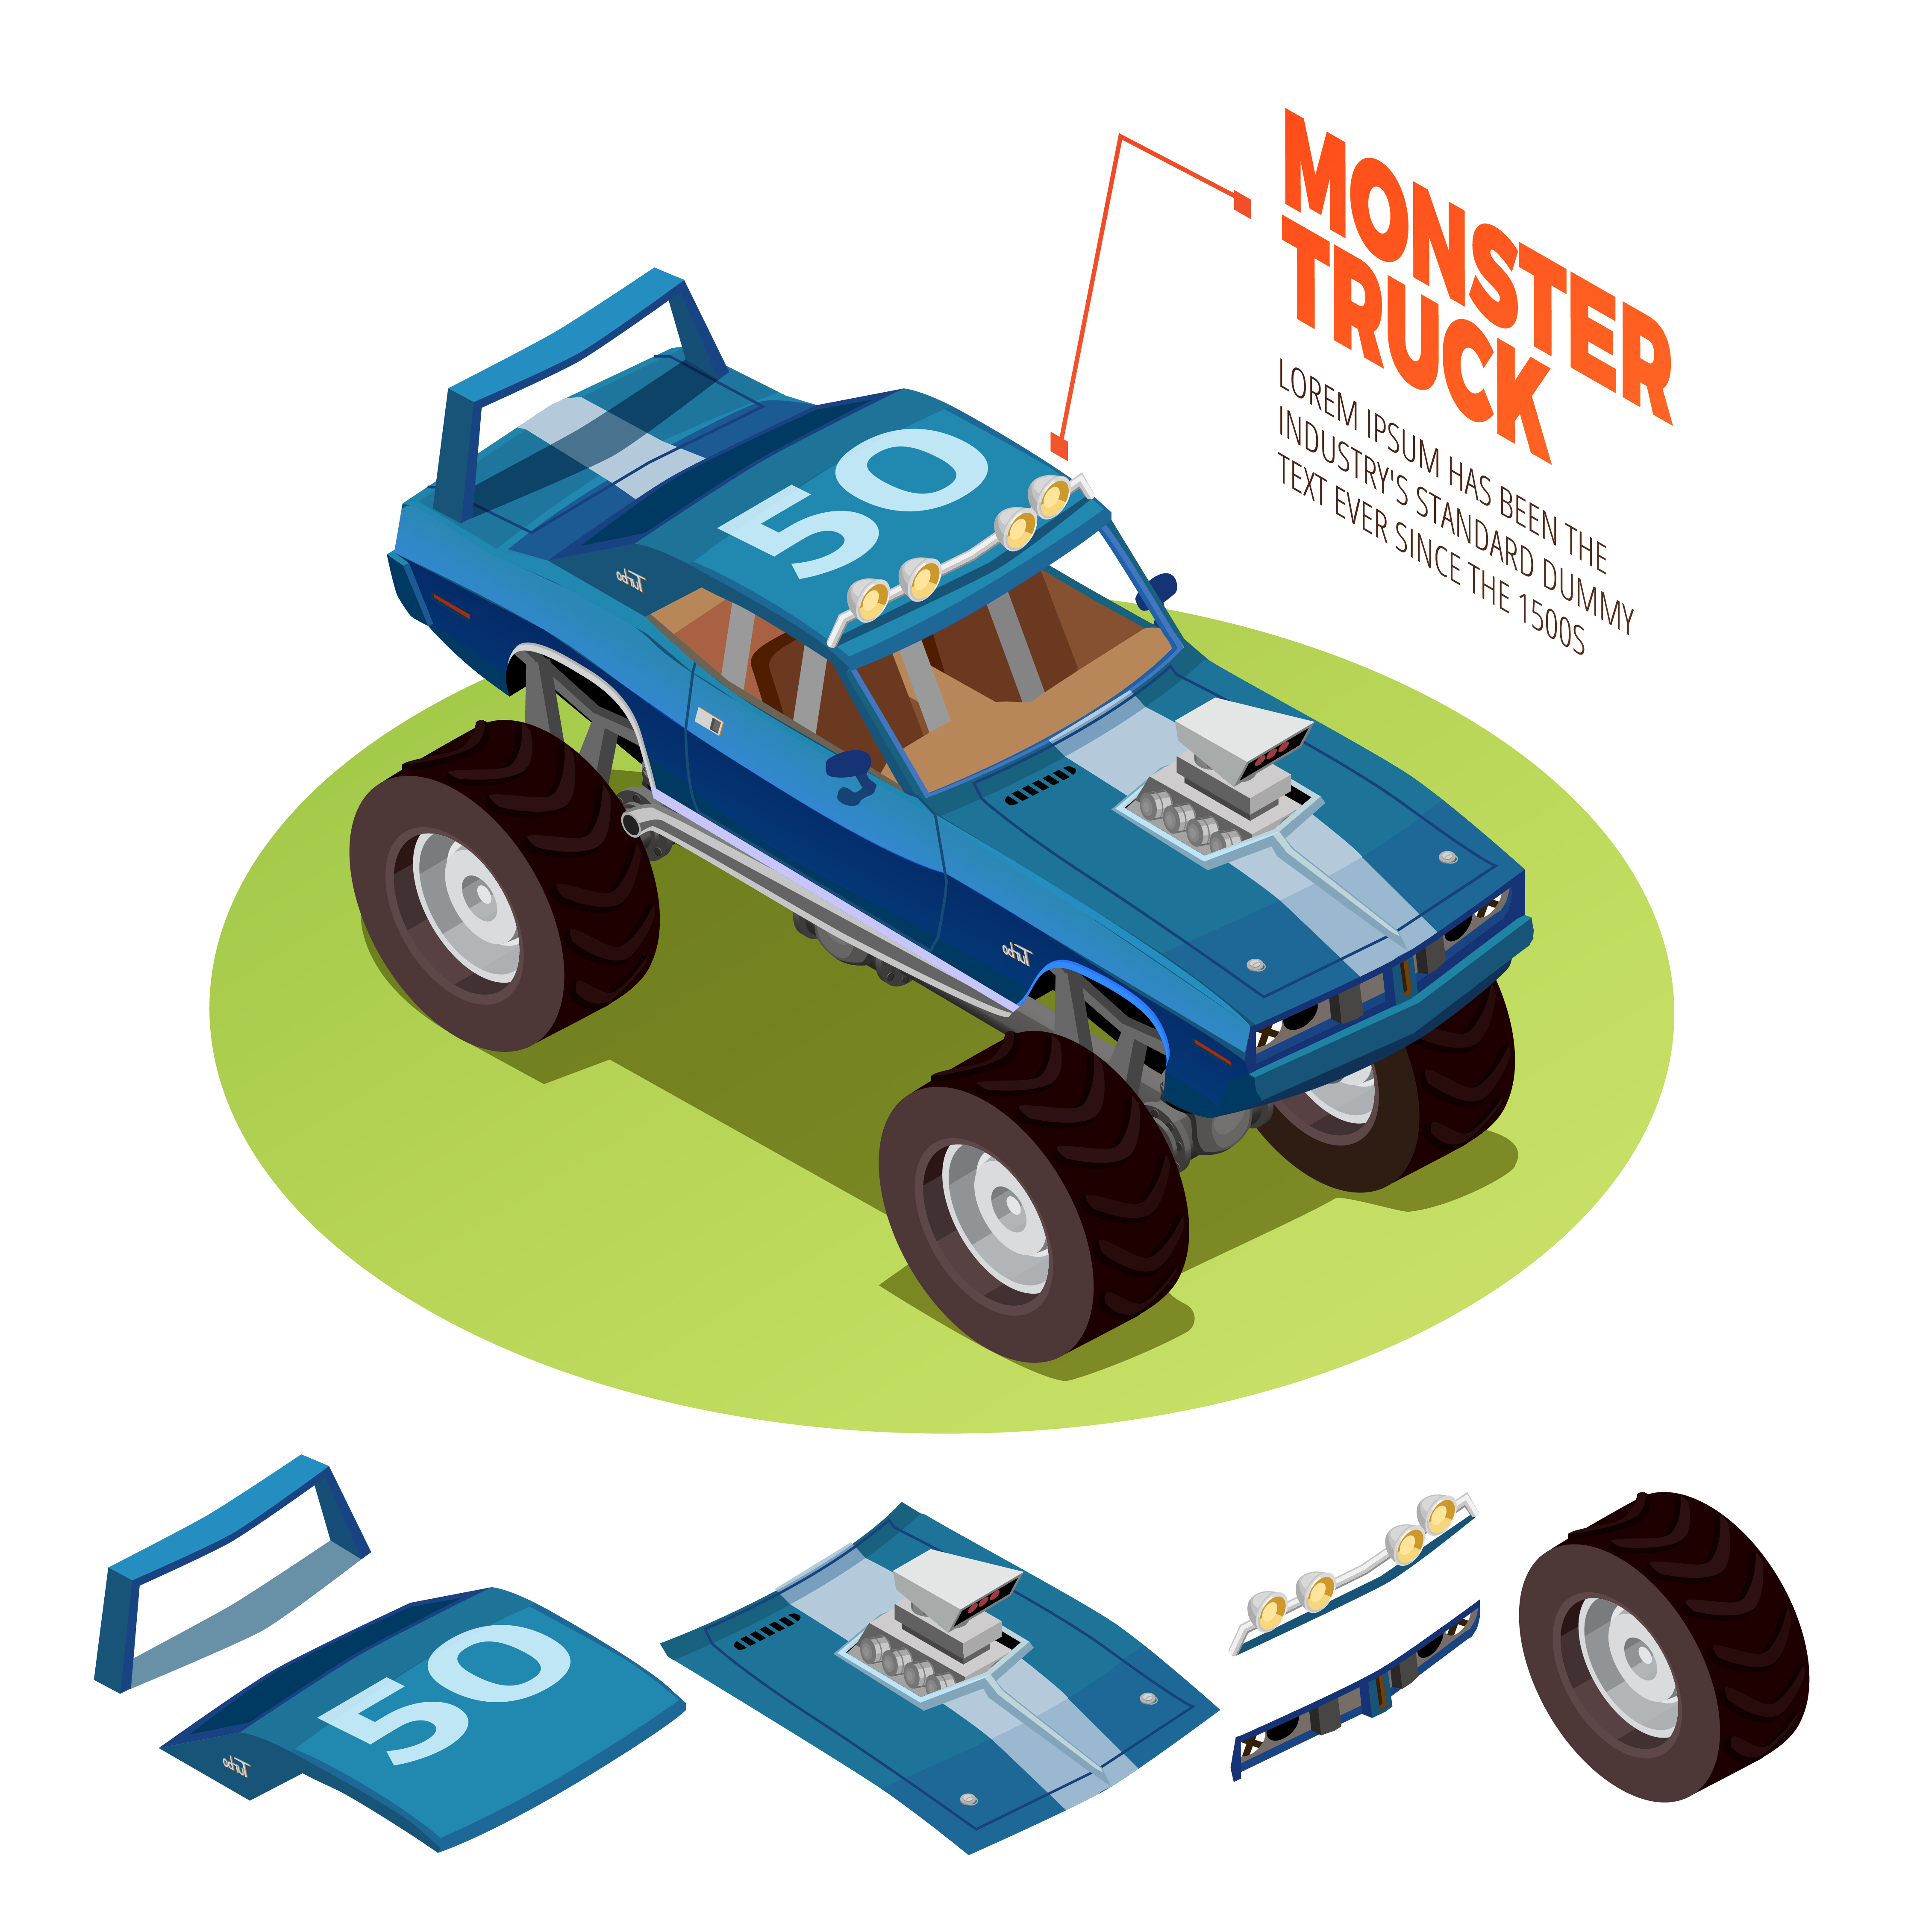 MONSTER
TRUCK
LOREM IPSUM HAS BEEN THE
INDUSTRY'S STANDARD DUMMY
TEXT EVER SINCE THE 1500S
50
50